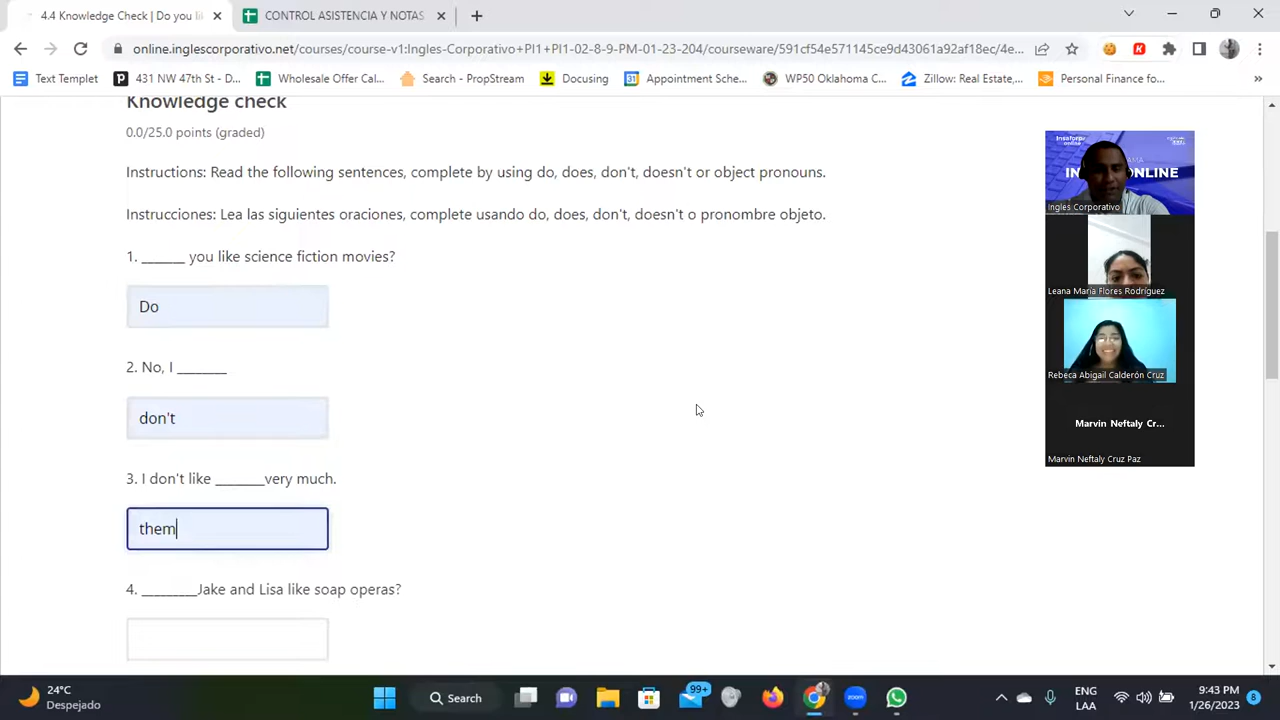 4.4 Knowledge Check | Do you li
CONTROL ASISTENCIA Y NOTAS
online.inglescorporativo.net/courses/course-v1:Ingles-Corporativo+PI1+PI1-02-8-9-PM-01-23-204/courseware/591cf54e571145ce9d43061a92af18ec/4e...
Text Templet
431 NW 47th St - D...
Wholesale Offer Cal...
Search - PropStream
Docusing
Appointment Sche...
WP50 Oklahoma C...
Zillow: Real Estate,...
Personal Finance fo...
»
Knowledge check
0.0/25.0 points (graded)
Instructions: Read the following sentences, complete by using do, does, don't, doesn't or object pronouns.
Instrucciones: Lea las siguientes oraciones, complete usando do, does, don't, doesn't o pronombre objeto.
1. _______ you like science fiction movies?
Do
2. No, I ________
don't
3. I don't like ________very much.
them
4. _________Jake and Lisa like soap operas?
INONLINE
Ingles Corporativo
Leana Maria Flores Rodríguez
Rebeca Abigail Calderón Cruz
Marvin Neftaly Cr...
Marvin Neftaly Cruz Paz
24°C
Despejado
Search
99+
ENG
LAA
9:43 PM
1/26/2023
8